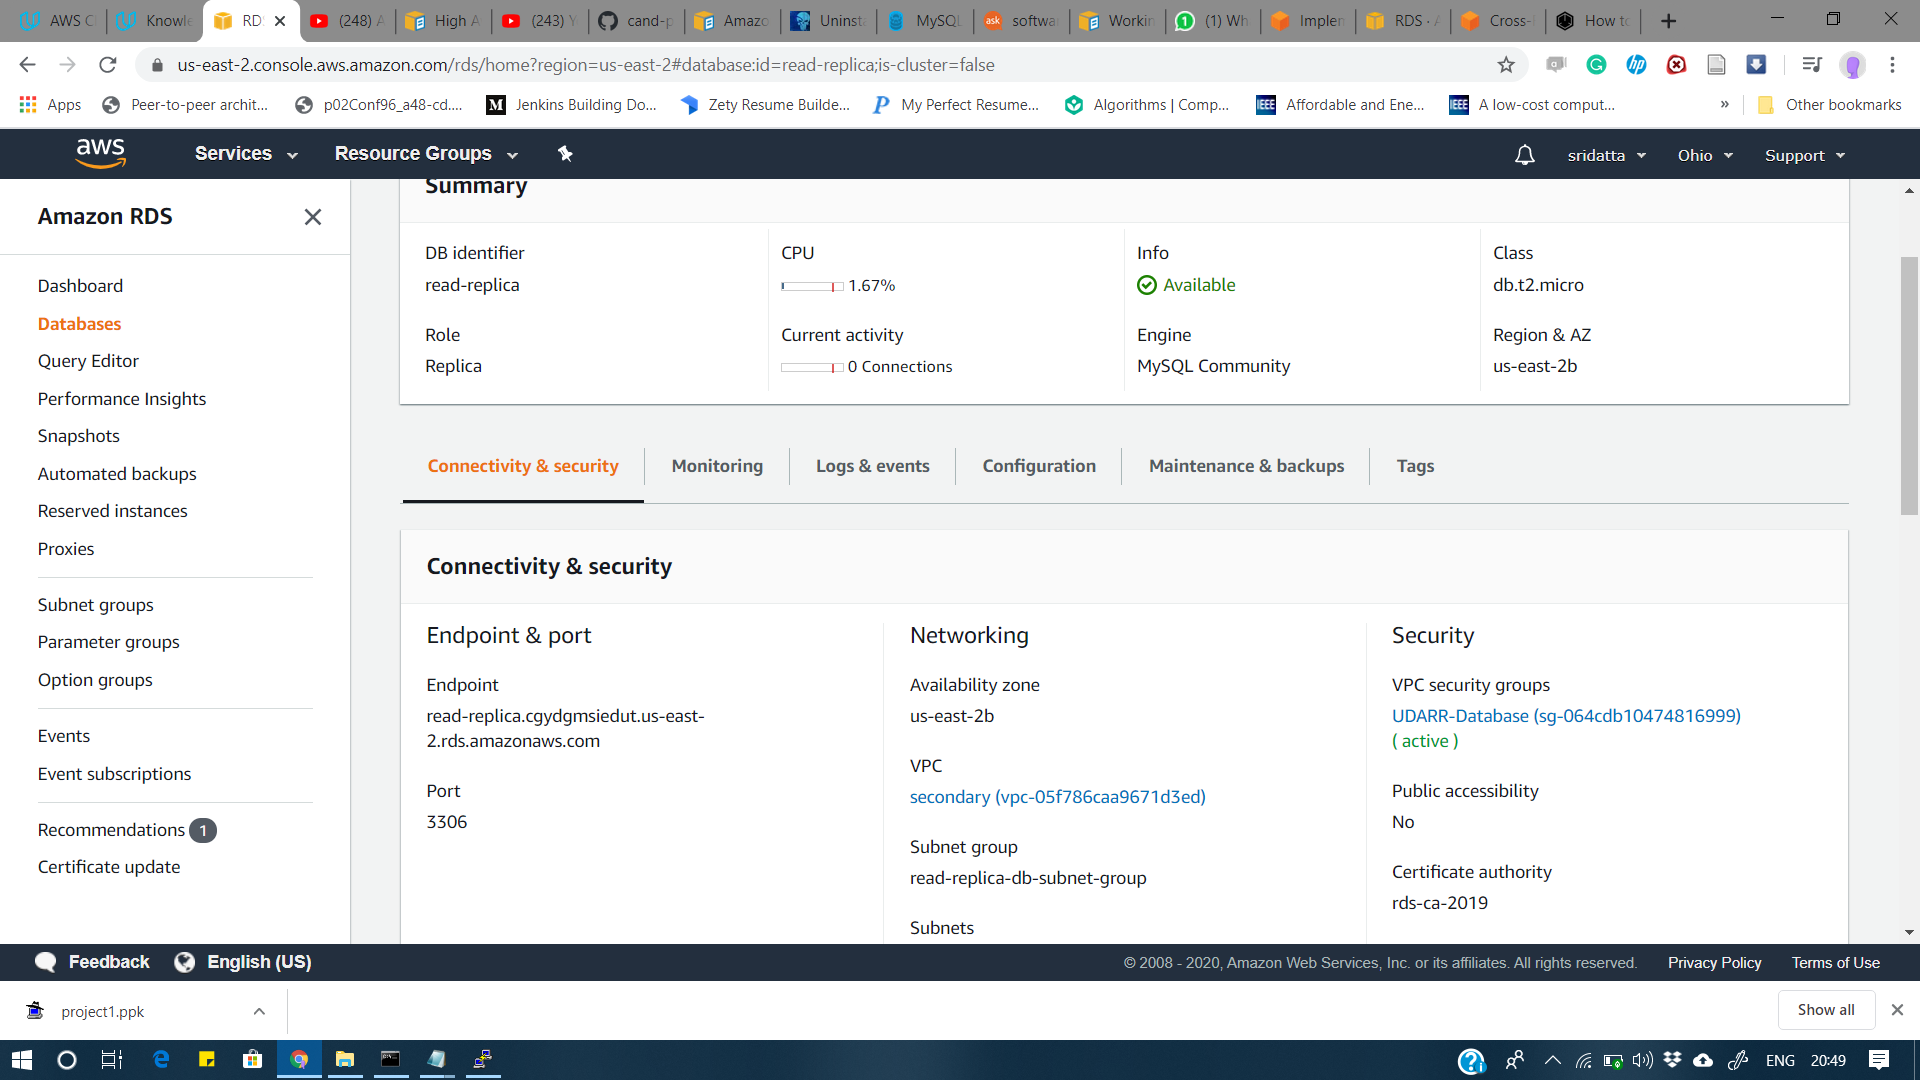 AWS C
Knowle
RDS
(248) A
High A
(243) Y
cand-p
Amazo
Uninsta
MySQL
ask
softwa
Workin
(1) Wh
Implem
RDS · A
Cross-
How to
us-east-2.console.aws.amazon.com/rds/home?region=us-east-2#database:id=read-replica;is-cluster=false
Apps
Peer-to-peer archit...
p02Conf96_a48-cd....
Jenkins Building Do...
Zety Resume Builde...
My Perfect Resume...
Algorithms | Comp...
IEEE
Affordable and Ene...
IEEE
A low-cost comput...
»
Other bookmarks
aws
Services
Resource Groups
sridatta
Ohio
Support
Amazon RDS
Dashboard
Databases
Query Editor
Performance Insights
Snapshots
Automated backups
Reserved instances
Proxies
Subnet groups
Parameter groups
Option groups
Events
Event subscriptions
Recommendations 1
Certificate update
Summary
DB identifier
read-replica
CPU
1.67%
Info
Available
Class
db.t2.micro
Role
Replica
Current activity
0 Connections
Engine
MySQL Community
Region & AZ
us-east-2b
Connectivity & security
Monitoring
Logs & events
Configuration
Maintenance & backups
Tags
Connectivity & security
Endpoint & port
Endpoint
read-replica.cgydgmsiedut.us-east-
2.rds.amazonaws.com
Port
3306
Networking
Availability zone
us-east-2b
VPC
secondary (vpc-05f786caa9671d3ed)
Subnet group
read-replica-db-subnet-group
Subnets
Security
VPC security groups
UDARR-Database (sg-064cdb10474816999)
( active )
Public accessibility
No
Certificate authority
rds-ca-2019
Feedback
English (US)
© 2008 - 2020, Amazon Web Services, Inc. or its affiliates. All rights reserved.
Privacy Policy
Terms of Use
project1.ppk
Show all
ENG
20:49